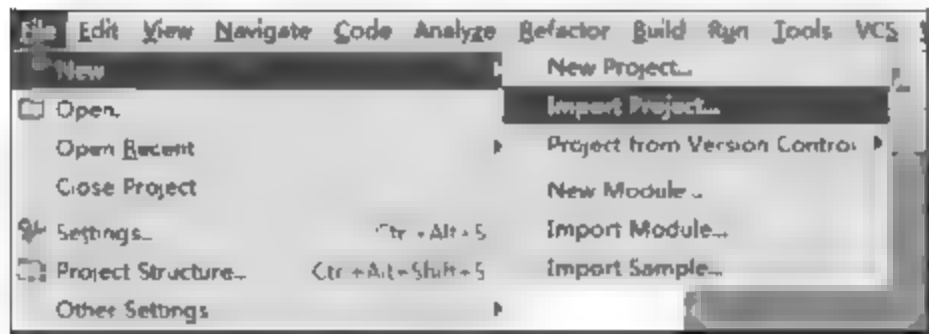 File Edit View Navigate Code Analyze Refactor Build Run Tools VCS
New
Open.
Open Recent
Close Project
Settings...
Ctr +Alt+S
Project Structure...
Ctr +Alt+Shift+S
Other Settings
New Project...
Import Project...
Project from Version Control
New Module...
Import Module...
Import Sample...